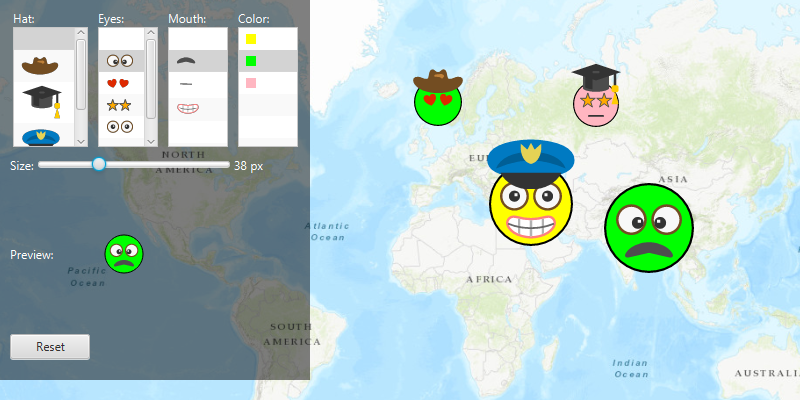 Hat: Eyes: Mouth: Color:
Size: 38 px
NORTH
AMERICA
EU
ASIA
Atlantic
Ocean
Preview:
Pacific
Ocean
AFRICA
SOUTH
AMERICA
Reset
Indian
Ocean
AUSTRALI